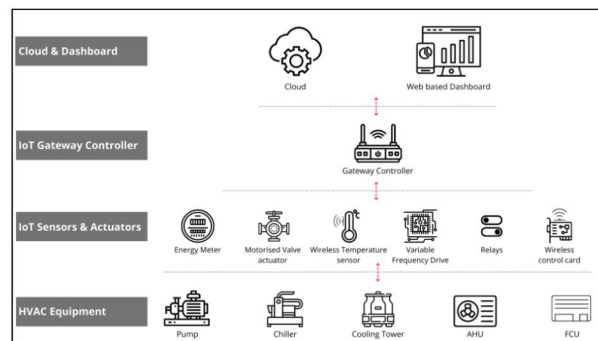 Cloud & Dashboard
Cloud
Web based Dashboard
IoT Gateway Controller
Gateway Controller
IoT Sensors & Actuators
Energy Meter
Motorised Valve
actuator
Wireless Temperature
sensor
°C
Variable
Frequency Drive
Relays
Wireless
control card
HVAC Equipment
Pump
Chiller
Cooling Tower
AHU
FCU